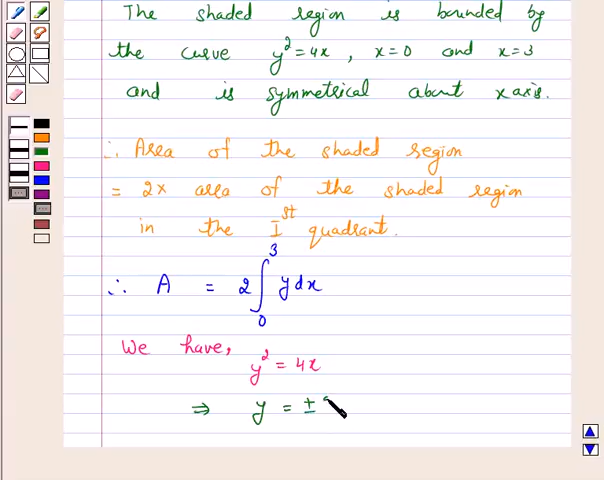 The shaded region is bounded by
the curve y²=4x, x=0 and x=3
and is symmetrical about x axis.
∴ Area of the shaded region
= 2x area of the shaded region
in the Iˢᵗ quadrant.
∴ A = 2∫₀³ ydx
We have,
y² = 4x
⇒ y = ±